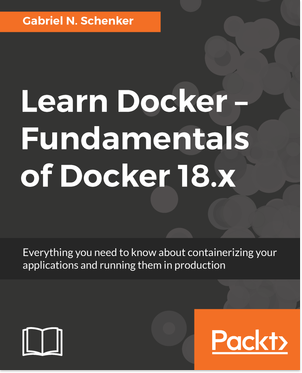 Gabriel N. Schenker
Learn Docker –
Fundamentals
of Docker 18.x
Everything you need to know about containerizing your
applications and running them in production
Packt>